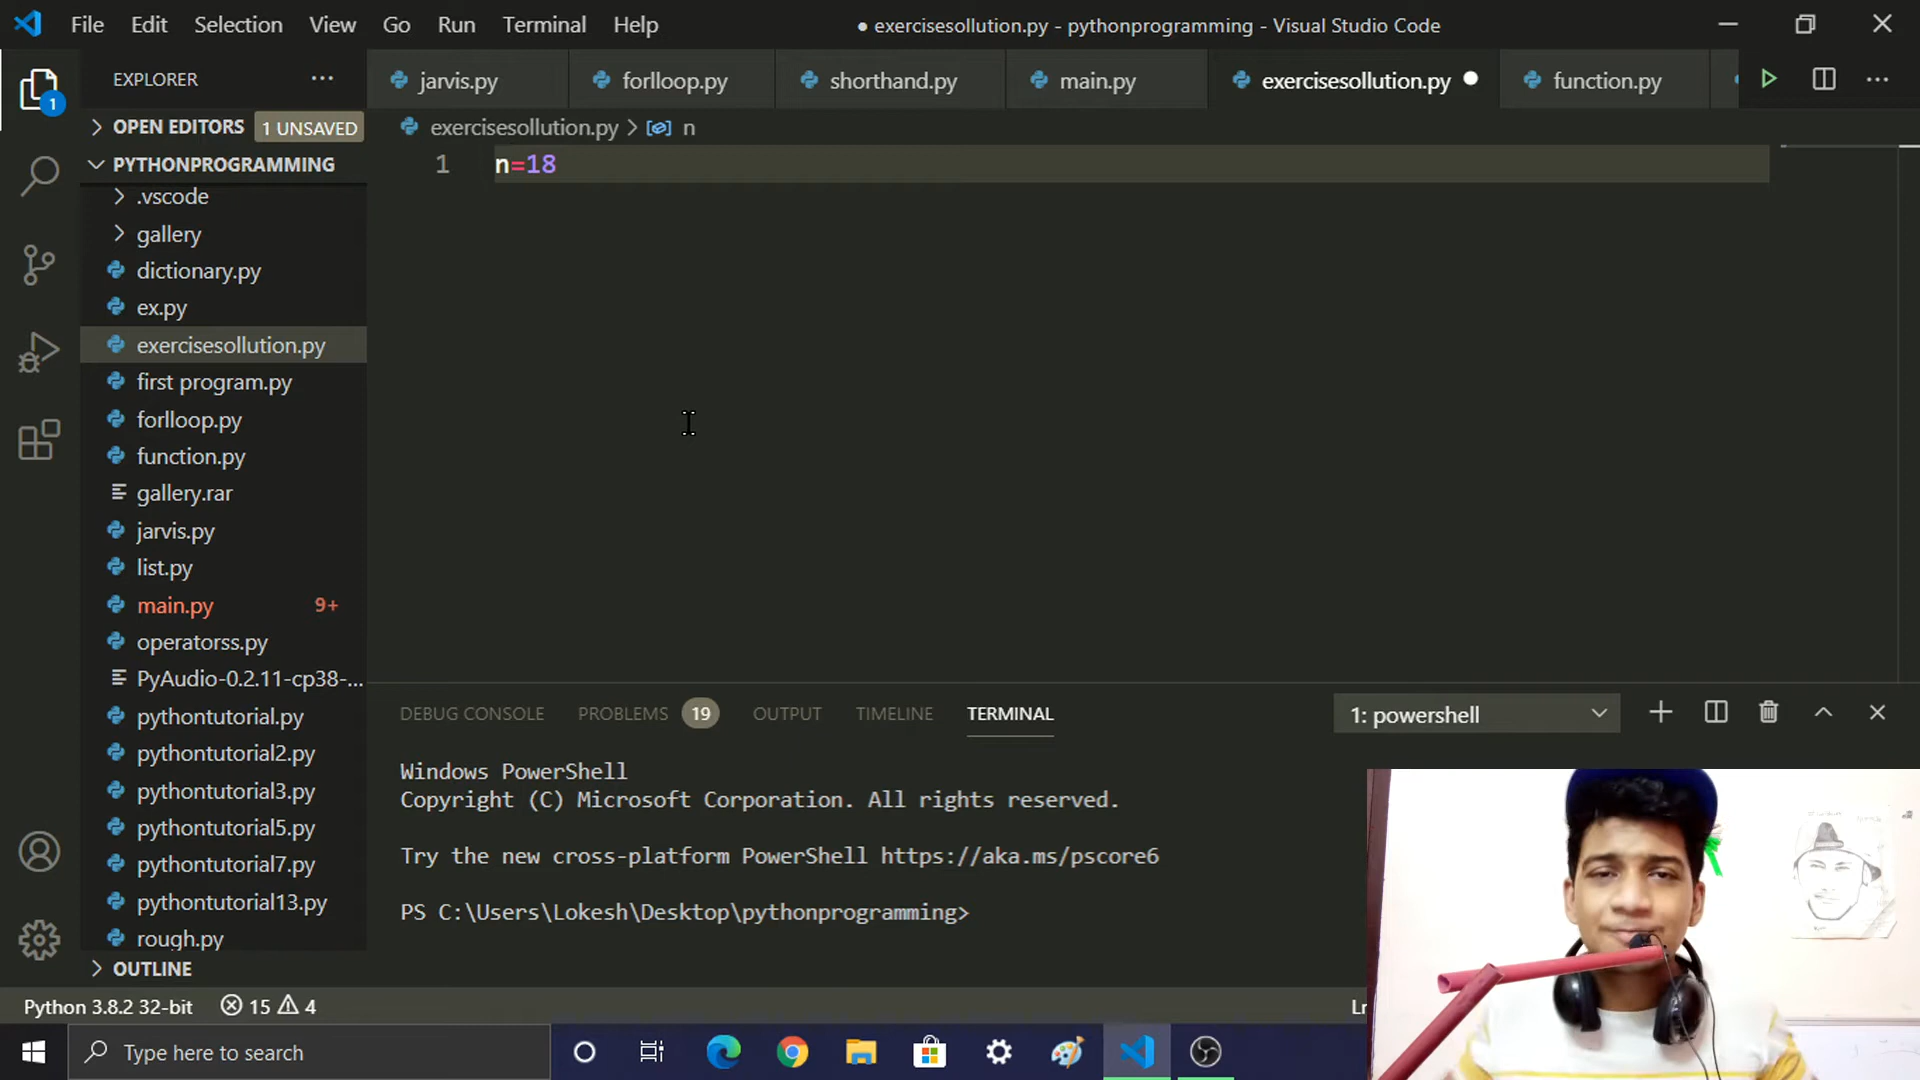 File Edit Selection View Go Run Terminal Help
● exercisesollution.py - pythonprogramming - Visual Studio Code
EXPLORER
jarvis.py
forlloop.py
shorthand.py
main.py
exercisesollution.py
function.py
1
OPEN EDITORS 1 UNSAVED
exercisesollution.py > n
PYTHONPROGRAMMING
1 n=18
.vscode
gallery
dictionary.py
ex.py
exercisesollution.py
first program.py
forlloop.py
function.py
gallery.rar
jarvis.py
list.py
main.py 9+
operatorss.py
PyAudio-0.2.11-cp38-...
pythontutorial.py
pythontutorial2.py
pythontutorial3.py
pythontutorial5.py
pythontutorial7.py
pythontutorial13.py
rough.py
OUTLINE
DEBUG CONSOLE PROBLEMS 19 OUTPUT TIMELINE TERMINAL
1: powershell
Windows PowerShell
Copyright (C) Microsoft Corporation. All rights reserved.
Try the new cross-platform PowerShell https://aka.ms/pscore6
PS C:\Users\Lokesh\Desktop\pythonprogramming>
Python 3.8.2 32-bit 15 4
Type here to search